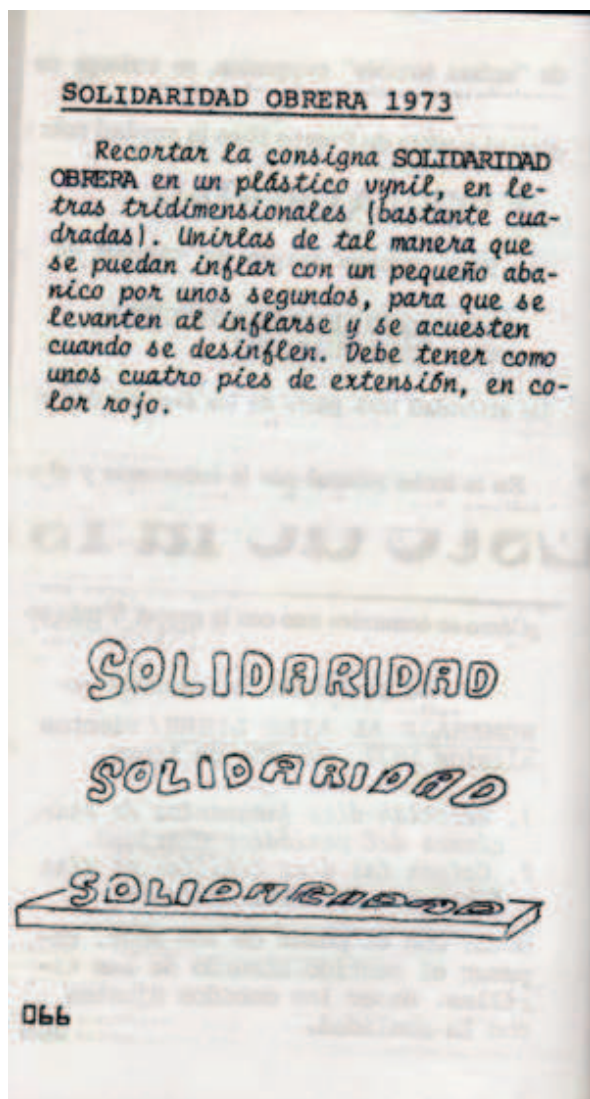 SOLIDARIDAD OBRERA 1973
Recortar la consigna SOLIDARIDAD
OBRERA en un plástico vynil, en le-
tras tridimensionales (bastante cua-
dradas). Unirlas de tal manera que
se puedan inflar con un pequeño aba-
nico por unos segundos, para que se
levanten al inflarse y se acuesten
cuando se desinflen. Debe tener como
unos cuatro pies de extensión, en co-
lor rojo.
SOLIDARIDAD
SOLIDARIDAD
SOLIDARIDAD
066